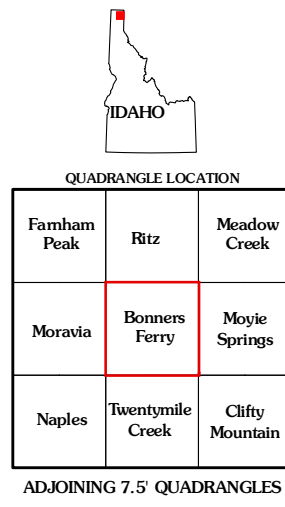 IDAHO
QUADRANGLE LOCATION
Farnham
Peak
Ritz
Meadow
Creek
Moravia
Bonners
Ferry
Moyie
Springs
Naples
Twentymile
Creek
Clifty
Mountain
ADJOINING 7.5' QUADRANGLES